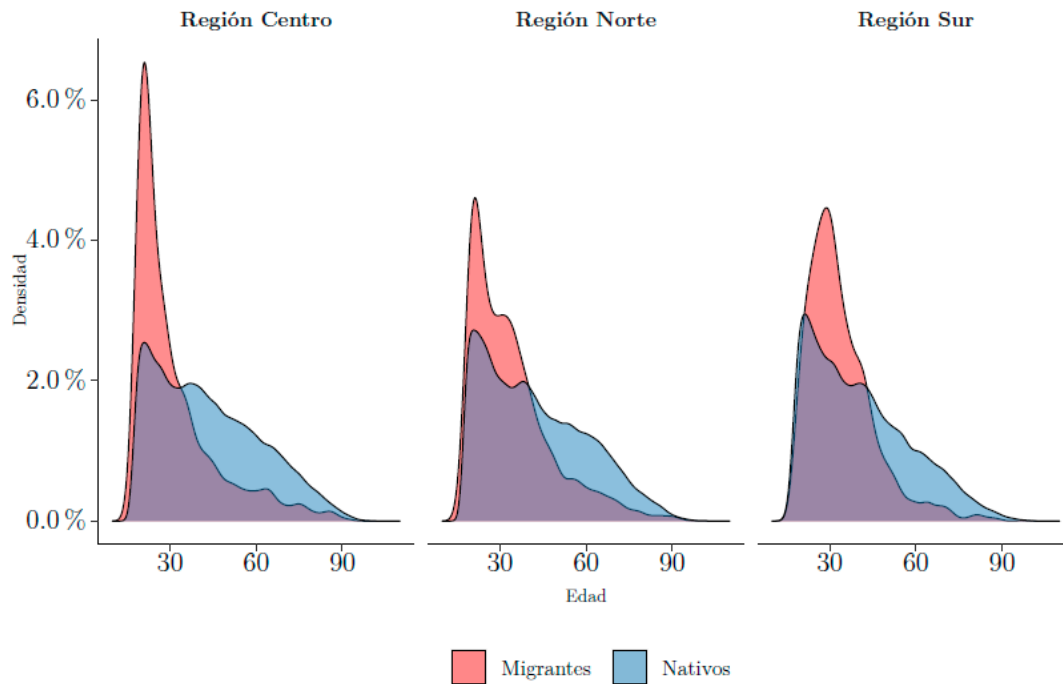 Región Centro
Región Norte
Región Sur
6.0 %
4.0 %
2.0 %
0.0 %
Densidad
30 60 90
30 60 90
30 60 90
Edad
Migrantes Nativos